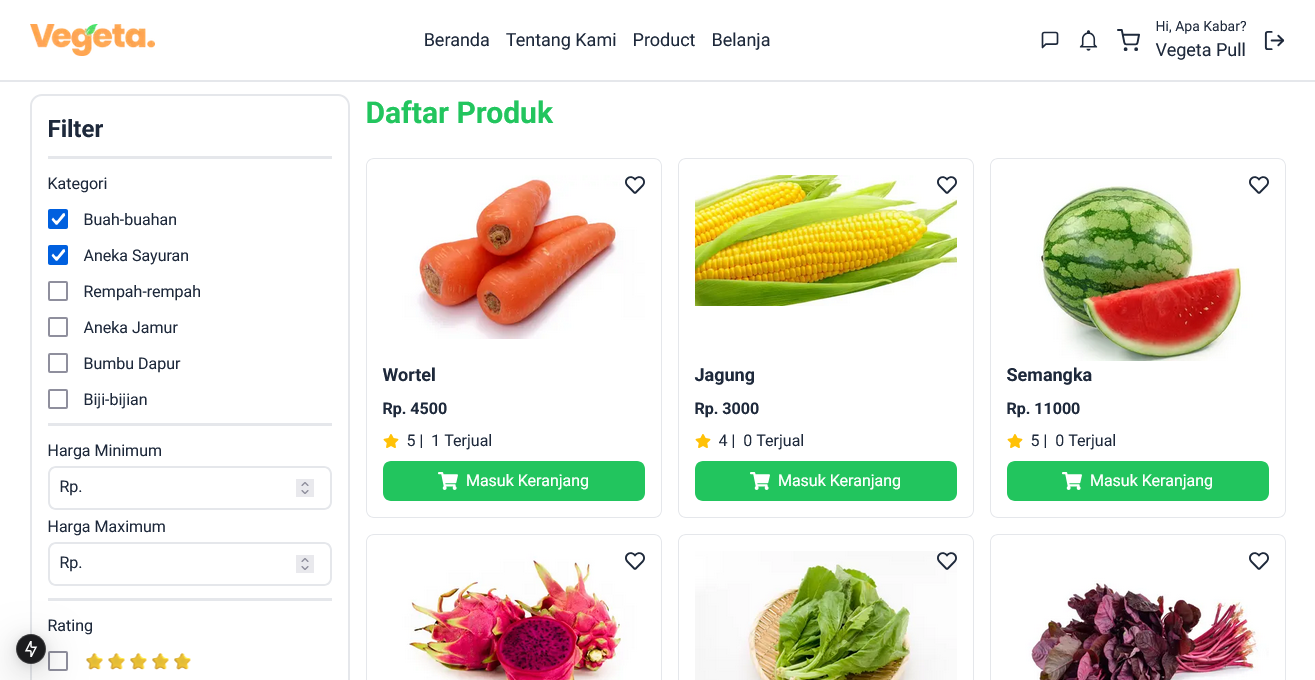 Vegeta.
Beranda Tentang Kami Product Belanja
Hi, Apa Kabar?
Vegeta Pull
Filter
Kategori
Buah-buahan
Aneka Sayuran
Rempah-rempah
Aneka Jamur
Bumbu Dapur
Biji-bijian
Harga Minimum
Rp.
Harga Maximum
Rp.
Rating
Daftar Produk
Wortel
Rp. 4500
5 | 1 Terjual
Masuk Keranjang
Jagung
Rp. 3000
4 | 0 Terjual
Masuk Keranjang
Semangka
Rp. 11000
5 | 0 Terjual
Masuk Keranjang